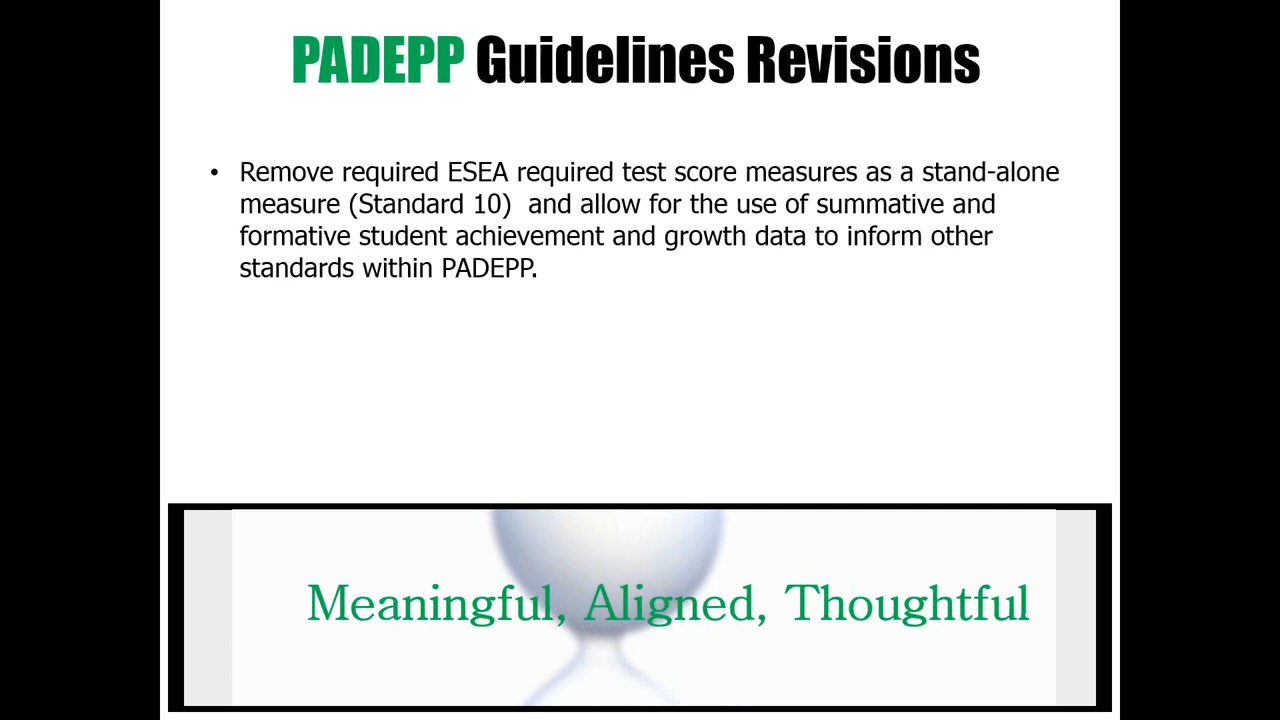 PADEPP Guidelines Revisions
• Remove required ESEA required test score measures as a stand-alone
measure (Standard 10)  and allow for the use of summative and
formative student achievement and growth data to inform other
standards within PADEPP.
Meaningful, Aligned, Thoughtful